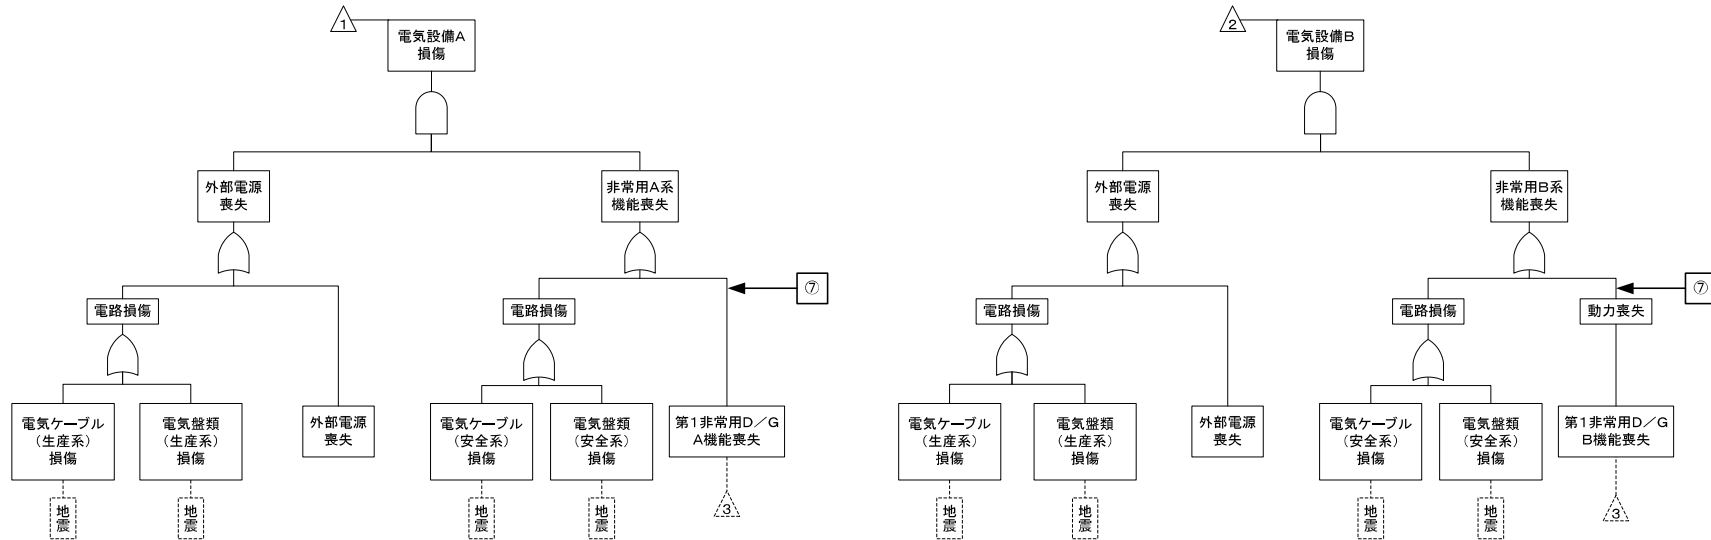 1
電気設備A
損傷
外部電源
喪失
非常用A系
機能喪失
⑦
電路損傷
電路損傷
電気ケーブル
(生産系)
損傷
電気盤類
(生産系)
損傷
外部電源
喪失
電気ケーブル
(安全系)
損傷
電気盤類
(安全系)
損傷
第1非常用D/G
A機能喪失
地震
地震
地震
地震
3
2
電気設備B
損傷
外部電源
喪失
非常用B系
機能喪失
⑦
電路損傷
電路損傷
動力喪失
電気ケーブル
(生産系)
損傷
電気盤類
(生産系)
損傷
外部電源
喪失
電気ケーブル
(安全系)
損傷
電気盤類
(安全系)
損傷
第1非常用D/G
B機能喪失
地震
地震
地震
地震
3